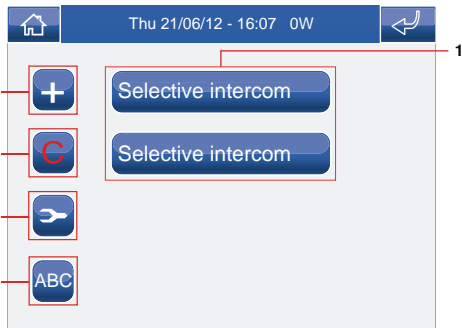 Thu 21/06/12 - 16:07 0W
1
+
Selective intercom
C
Selective intercom
ABC